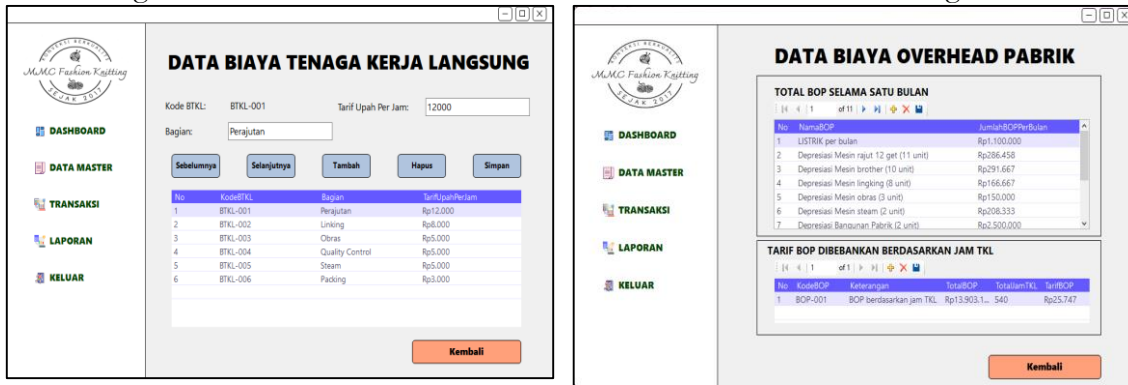 MMC Fashion Knitting
SEJAK 2017
DASHBOARD
DATA MASTER
TRANSAKSI
LAPORAN
KELUAR
DATA BIAYA TENAGA KERJA LANGSUNG
Kode BTKL: BTKL-001 Tarif Upah Per Jam: 12000
Bagian: Perajutan
Sebelumnya Selanjutnya Tambah Hapus Simpan
No KodeBTKL Bagian TarifUpahPerJam
1 BTKL-001 Perajutan Rp12.000
2 BTKL-002 Linking Rp8.000
3 BTKL-003 Obras Rp5.000
4 BTKL-004 Quality Control Rp5.000
5 BTKL-005 Steam Rp5.000
6 BTKL-006 Packing Rp3.000
Kembali
MMC Fashion Knitting
SEJAK 2017
DASHBOARD
DATA MASTER
TRANSAKSI
LAPORAN
KELUAR
DATA BIAYA OVERHEAD PABRIK
TOTAL BOP SELAMA SATU BULAN
1 of 11
No NamaBOP JumlahBOPPerBulan
1 LISTRIK per bulan Rp1.100.000
2 Depresiasi Mesin rajut 12 get (11 unit) Rp286.458
3 Depresiasi Mesin brother (10 unit) Rp291.667
4 Depresiasi Mesin lingking (8 unit) Rp166.667
5 Depresiasi Mesin obras (3 unit) Rp150.000
6 Depresiasi Mesin steam (2 unit) Rp208.333
7 Depresiasi Bangunan Pabrik (2 unit) Rp2.500.000
TARIF BOP DIBEBANKAN BERDASARKAN JAM TKL
1 of 1
No KodeBOP Keterangan TotalBOP TotalJamTKL TarifBOP
1 BOP-001 BOP berdasarkan jam TKL Rp13.903.1... 540 Rp25.747
Kembali